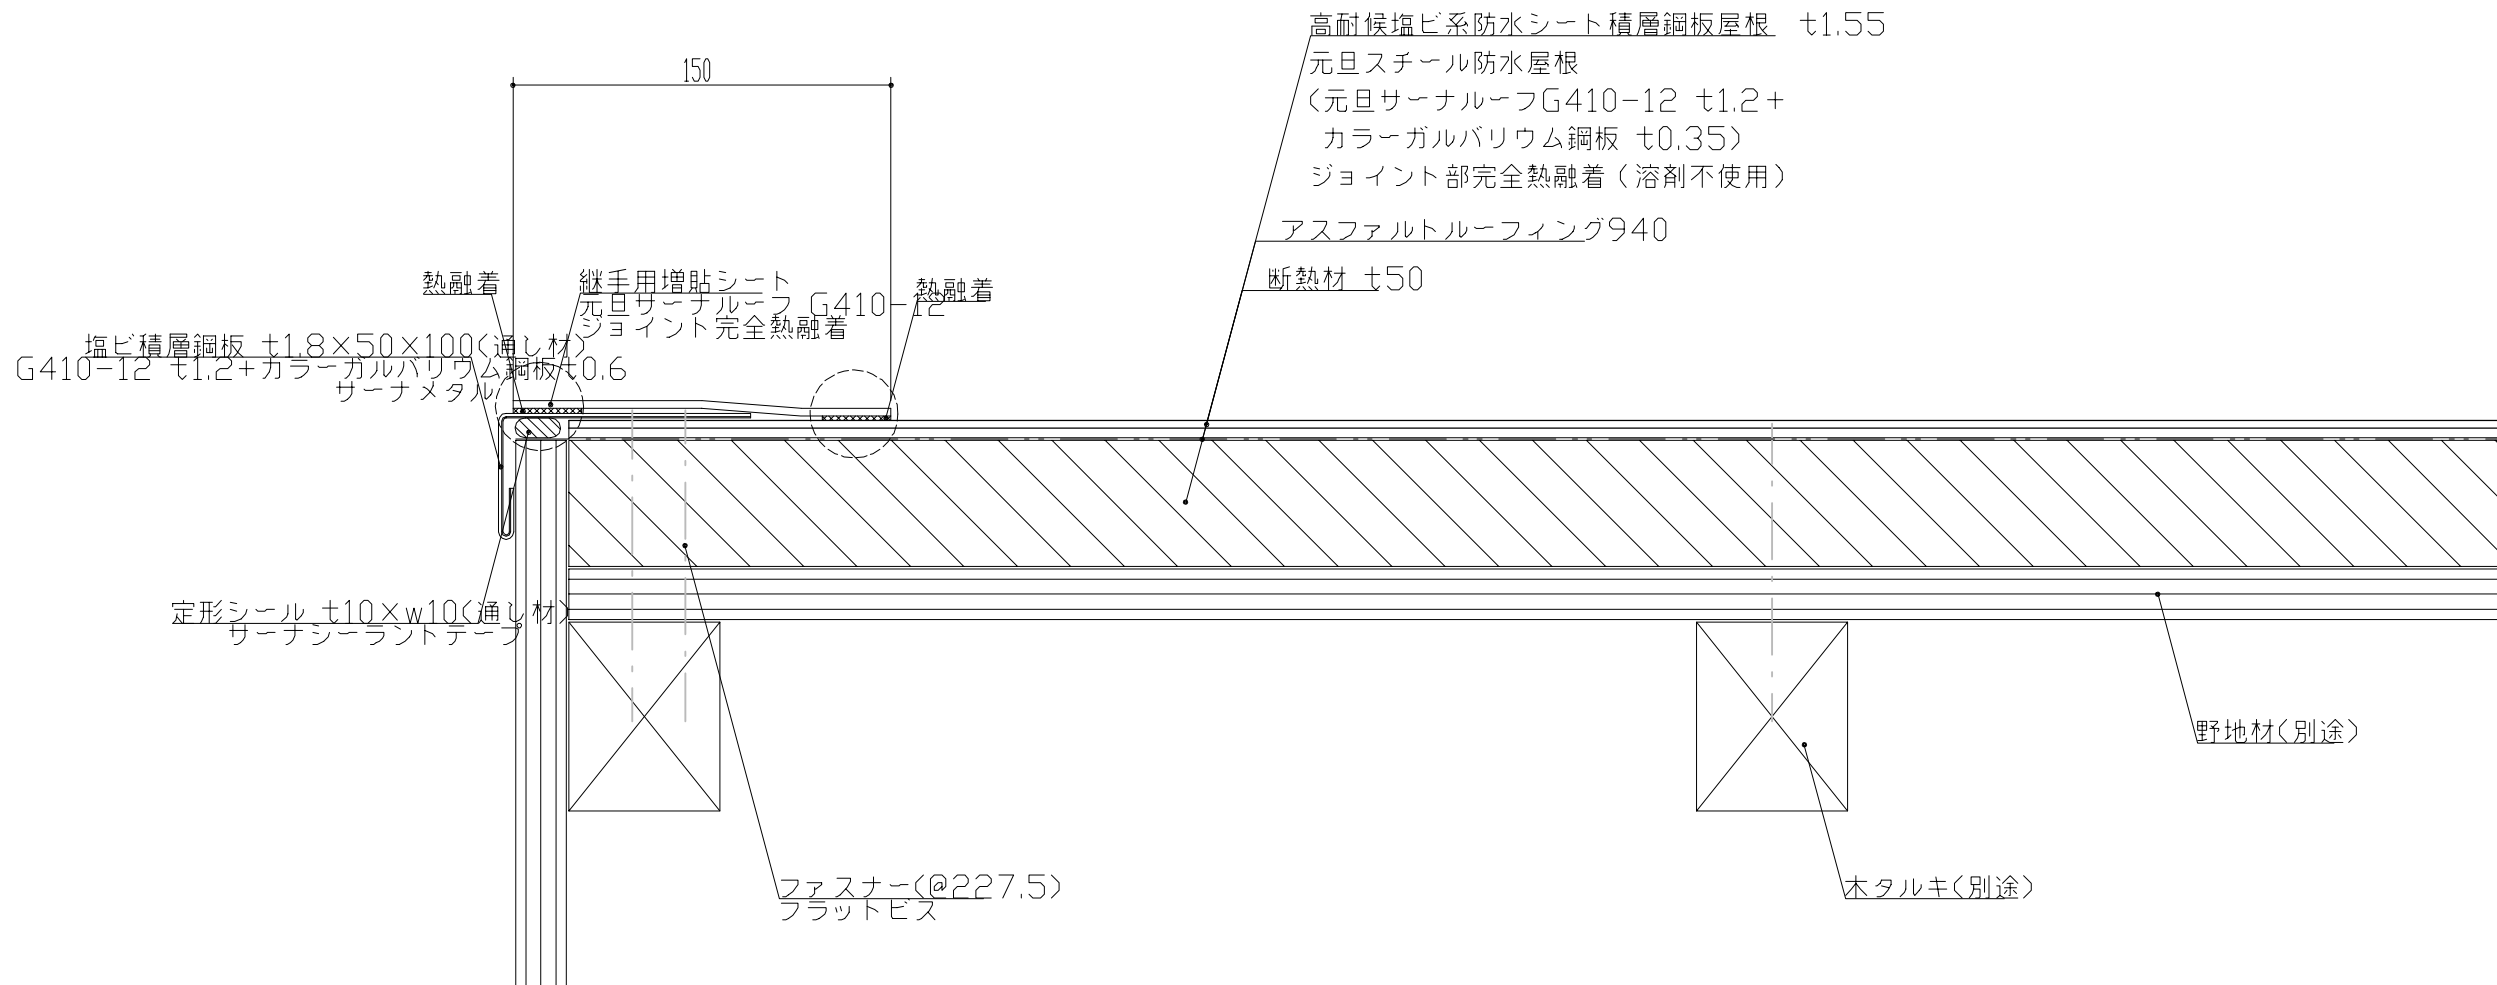 高耐候塩ビ系防水シート積層鋼板屋根 t1.55
元旦スチール防水屋根
(元旦サーナルーフG410-12 t1.2+
カラーガルバリウム鋼板 t0.35)
ジョイント部完全熱融着(溶剤不使用)
150
アスファルトルーフィング940
断熱材 t50
熱融着
継手用増貼シート
元旦サーナルーフ G410-12
ジョイント完全熱融着
熱融着
塩ビ積層鋼板 t1.8×50×100(通し材)
G410-12 t1.2+カラーガルバリウム鋼板t0.6
サーナメタル
定形シール t10×w10(通し材)
サーナシーラントテープ
野地材(別途)
ファスナー(@227.5)
フラットビス
木タルキ(別途)